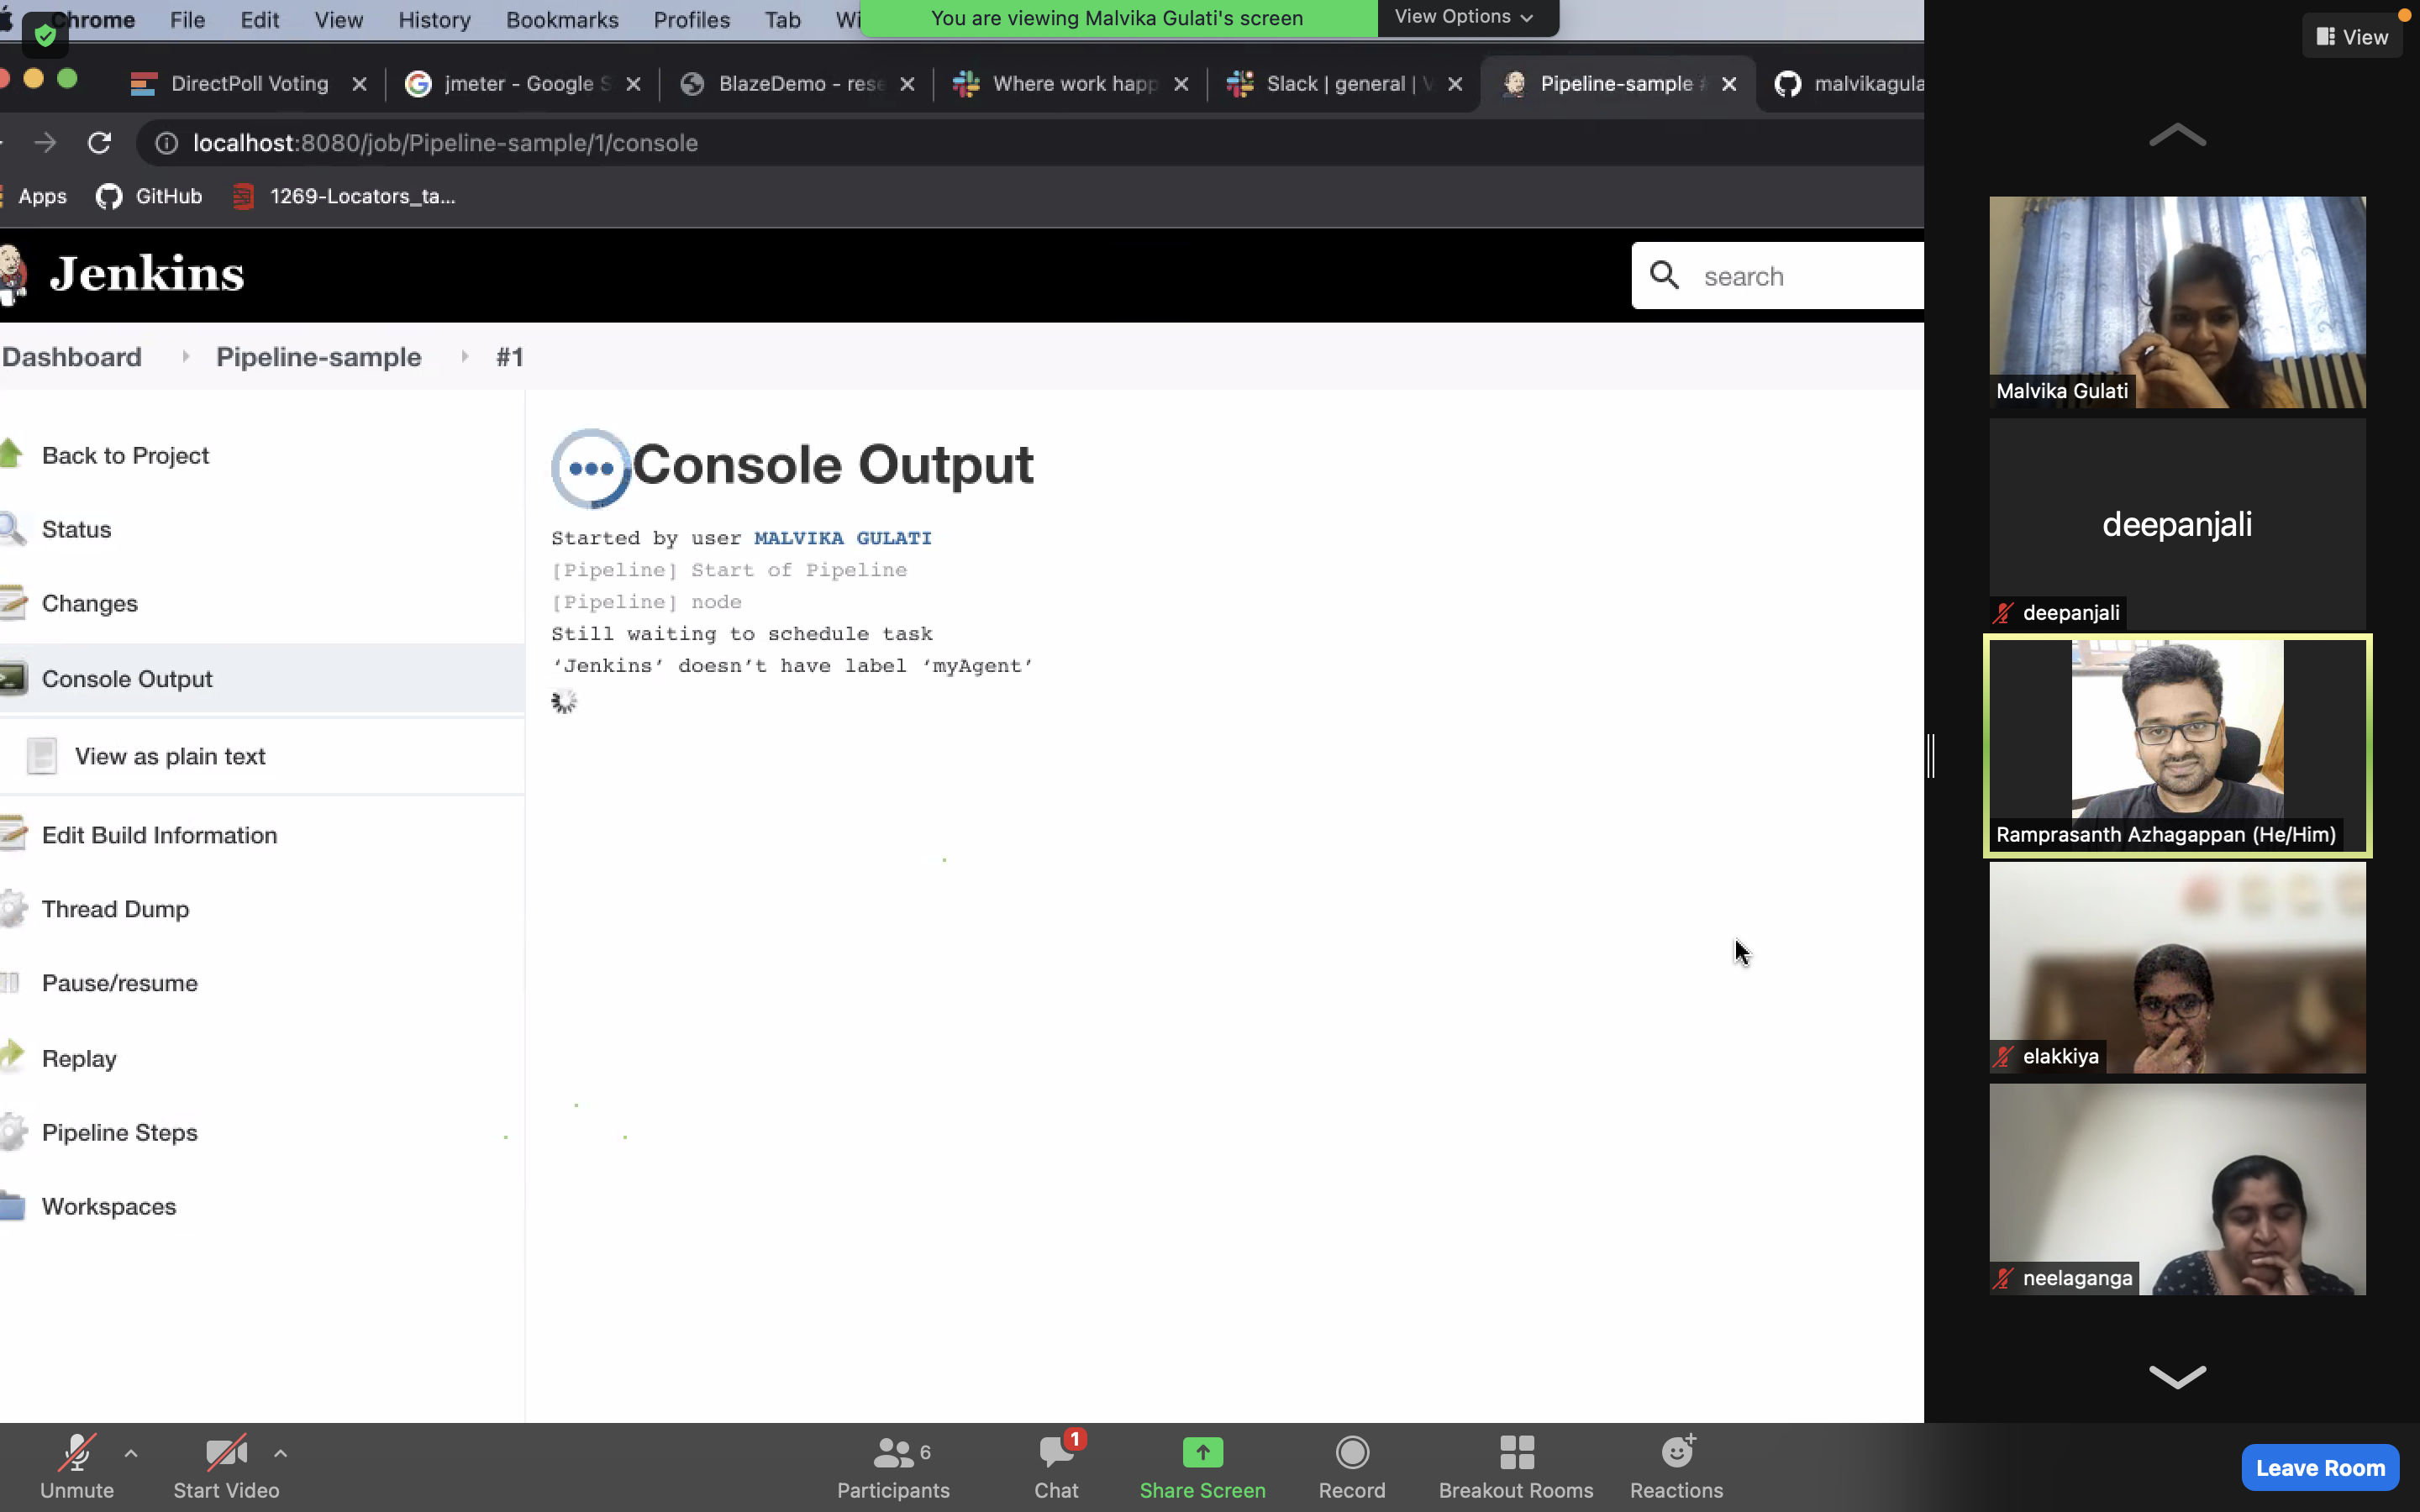 Chrome File Edit View History Bookmarks Profiles Tab Wi
You are viewing Malvika Gulati's screen View Options
View
DirectPoll Voting jmeter - Google S BlazeDemo - rese Where work happ Slack | general | Pipeline-sample malvikagula
localhost:8080/job/Pipeline-sample/1/console
Apps GitHub 1269-Locators_ta...
Jenkins
search
Dashboard Pipeline-sample #1
Back to Project
Status
Changes
Console Output
View as plain text
Edit Build Information
Thread Dump
Pause/resume
Replay
Pipeline Steps
Workspaces
Console Output
Started by user MALVIKA GULATI
[Pipeline] Start of Pipeline
[Pipeline] node
Still waiting to schedule task
‘Jenkins’ doesn’t have label ‘myAgent’
Malvika Gulati
deepanjali
deepanjali
Ramprasanth Azhagappan (He/Him)
elakkiya
neelaganga
Unmute Start Video 6 Participants 1 Chat Share Screen Record Breakout Rooms Reactions Leave Room